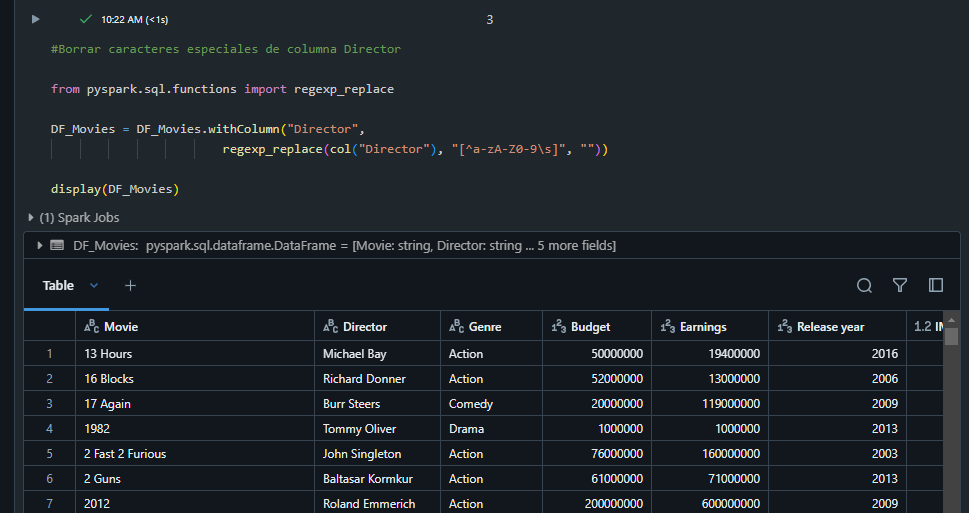 10:22 AM (<1s)
3
#Borrar caracteres especiales de columna Director
from pyspark.sql.functions import regexp_replace
DF_Movies = DF_Movies.withColumn("Director",
regexp_replace(col("Director"), "[^a-zA-Z0-9\s]", ""))
display(DF_Movies)
(1) Spark Jobs
DF_Movies: pyspark.sql.dataframe.DataFrame = [Movie: string, Director: string ... 5 more fields]
Table
Movie Director Genre Budget Earnings Release year 1.2
1 13 Hours Michael Bay Action 50000000 19400000 2016
2 16 Blocks Richard Donner Action 52000000 13000000 2006
3 17 Again Burr Steers Comedy 20000000 119000000 2009
4 1982 Tommy Oliver Drama 1000000 1000000 2013
5 2 Fast 2 Furious John Singleton Action 76000000 160000000 2003
6 2 Guns Baltasar Kormkur Action 61000000 71000000 2013
7 2012 Roland Emmerich Action 200000000 600000000 2009